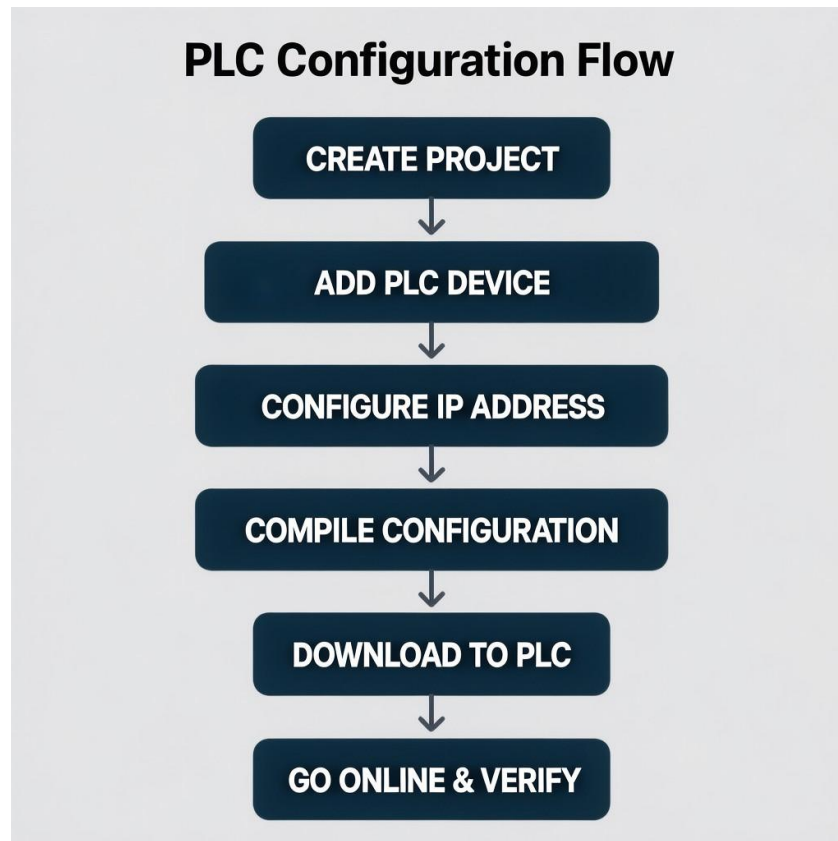 PLC Configuration Flow
CREATE PROJECT
ADD PLC DEVICE
CONFIGURE IP ADDRESS
COMPILE CONFIGURATION
DOWNLOAD TO PLC
GO ONLINE & VERIFY